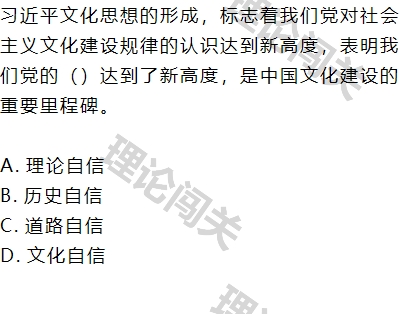 习近平文化思想的形成，标志着我们党对社会
主义文化建设规律的认识达到新高度，表明我
们党的（）达到了新高度，是中国文化建设的
重要里程碑。
A. 理论自信
B. 历史自信
C. 道路自信
D. 文化自信
理论闯关
理论闯关
理论